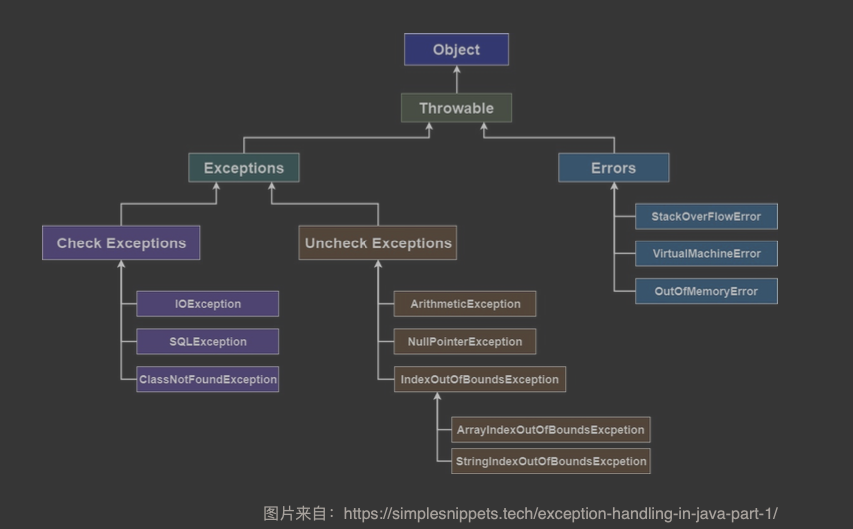 Object
Throwable
Exceptions
Errors
Check Exceptions
Uncheck Exceptions
StackOverFlowError
VirtualMachineError
OutOfMemoryError
IOException
SQLException
ClassNotFoundException
ArithmeticException
NullPointerException
IndexOutOfBoundsException
ArrayIndexOutOfBoundsExcpetion
StringIndexOutOfBoundsExcpetion
图片来自：https://simplesnippets.tech/exception-handling-in-java-part-1/